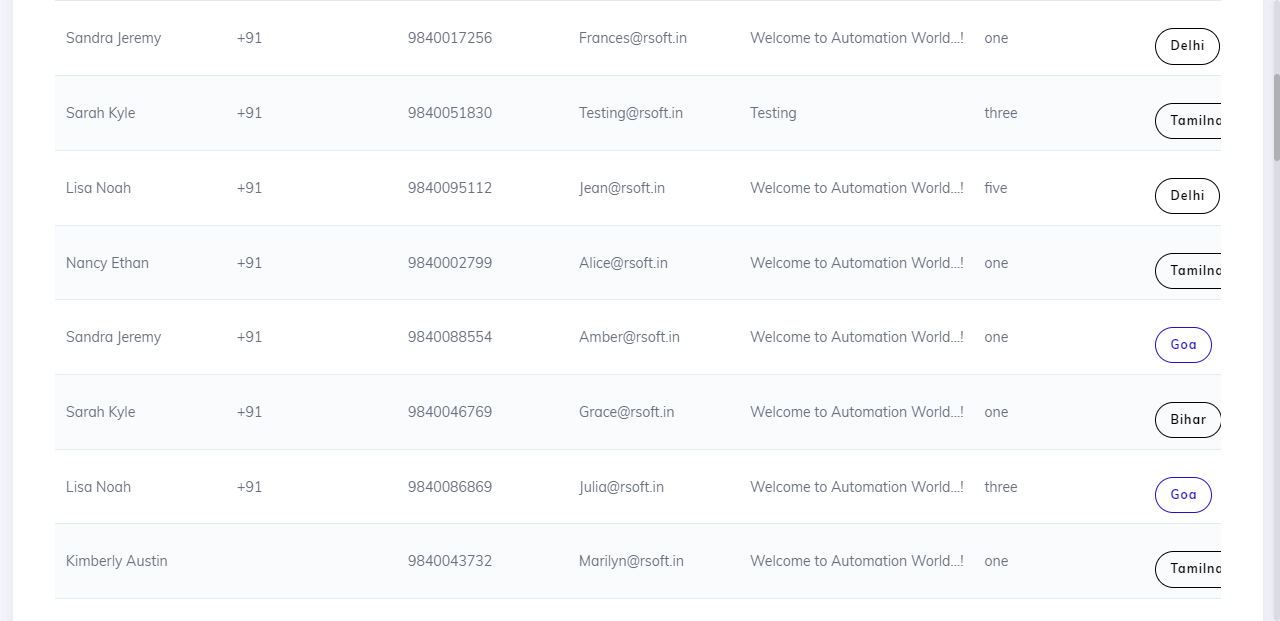 Sandra Jeremy +91 9840017256 Frances@rsoft.in Welcome to Automation World...! one Delhi
Sarah Kyle +91 9840051830 Testing@rsoft.in Testing three Tamilna
Lisa Noah +91 9840095112 Jean@rsoft.in Welcome to Automation World...! five Delhi
Nancy Ethan +91 9840002799 Alice@rsoft.in Welcome to Automation World...! one Tamilna
Sandra Jeremy +91 9840088554 Amber@rsoft.in Welcome to Automation World...! one Goa
Sarah Kyle +91 9840046769 Grace@rsoft.in Welcome to Automation World...! one Bihar
Lisa Noah +91 9840086869 Julia@rsoft.in Welcome to Automation World...! three Goa
Kimberly Austin 9840043732 Marilyn@rsoft.in Welcome to Automation World...! one Tamilna